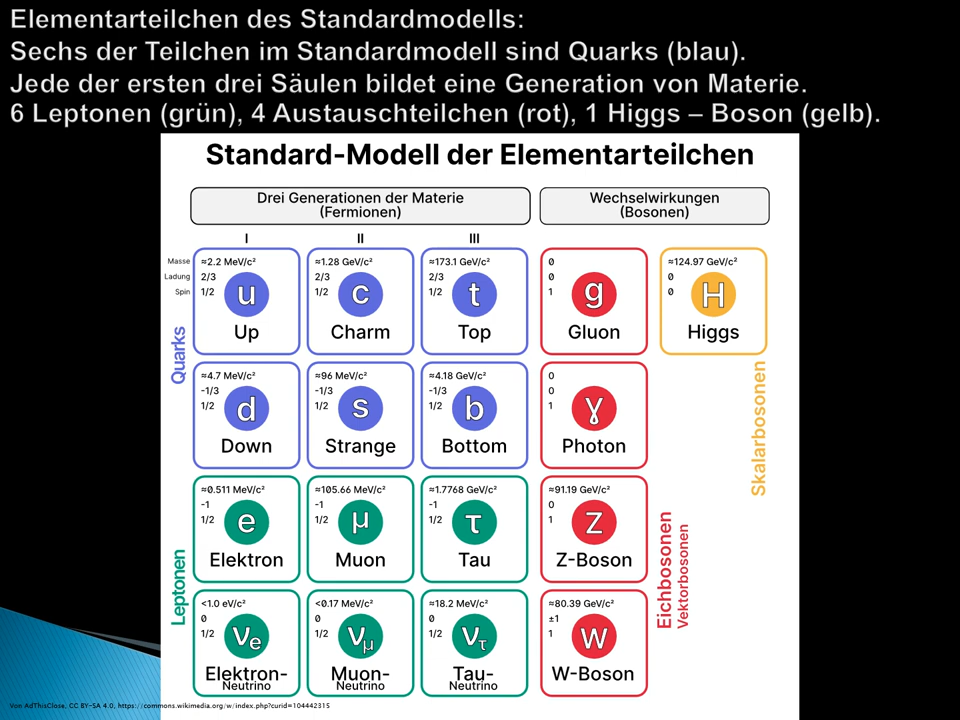 Elementarteilchen des Standardmodells:
Sechs der Teilchen im Standardmodell sind Quarks (blau).
Jede der ersten drei Säulen bildet eine Generation von Materie.
6 Leptonen (grün), 4 Austauschteilchen (rot), 1 Higgs – Boson (gelb).
Standard-Modell der Elementarteilchen
Drei Generationen der Materie
(Fermionen)
Wechselwirkungen
(Bosonen)
I
II
III
Masse
Ladung
Spin
≈2.2 MeV/c²
2/3
1/2
u
Up
≈1.28 GeV/c²
2/3
1/2
c
Charm
≈173.1 GeV/c²
2/3
1/2
t
Top
0
0
1
g
Gluon
≈124.97 GeV/c²
0
0
H
Higgs
Quarks
≈4.7 MeV/c²
-1/3
1/2
d
Down
≈96 MeV/c²
-1/3
1/2
s
Strange
≈4.18 GeV/c²
-1/3
1/2
b
Bottom
0
0
1
γ
Photon
Skalarbosonen
Leptonen
≈0.511 MeV/c²
-1
1/2
e
Elektron
≈105.66 MeV/c²
-1
1/2
μ
Muon
≈1.7768 GeV/c²
-1
1/2
τ
Tau
≈91.19 GeV/c²
0
1
Z
Z-Boson
Eichbosonen
Vektorbosonen
<1.0 eV/c²
0
1/2
νe
Elektron-
Neutrino
<0.17 MeV/c²
0
1/2
νμ
Muon-
Neutrino
≈18.2 MeV/c²
0
1/2
ντ
Tau-
Neutrino
≈80.39 GeV/c²
±1
1
W
W-Boson
Von AdThisClose, CC BY-SA 4.0, https://commons.wikimedia.org/w/index.php?curid=104442315